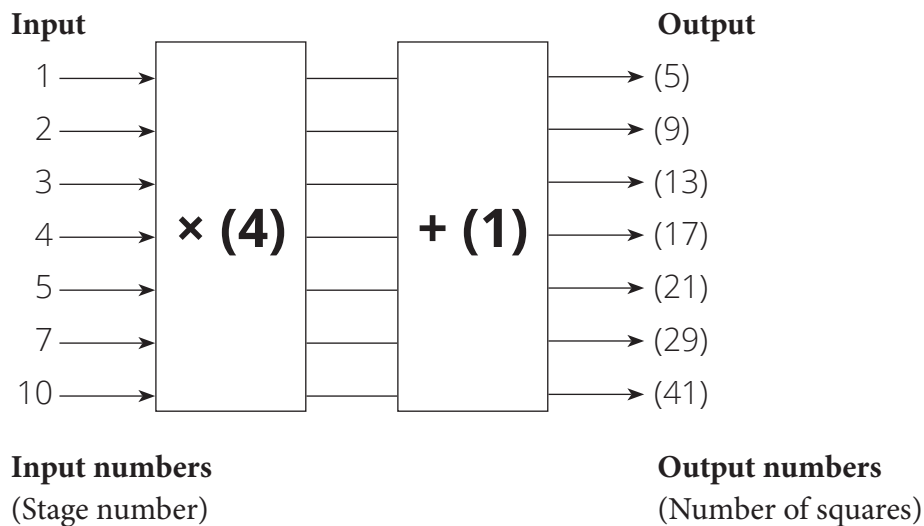 Input Output
1 (5)
2 (9)
3 (13)
4 × (4) + (1) (17)
5 (21)
7 (29)
10 (41)
Input numbers Output numbers
(Stage number) (Number of squares)